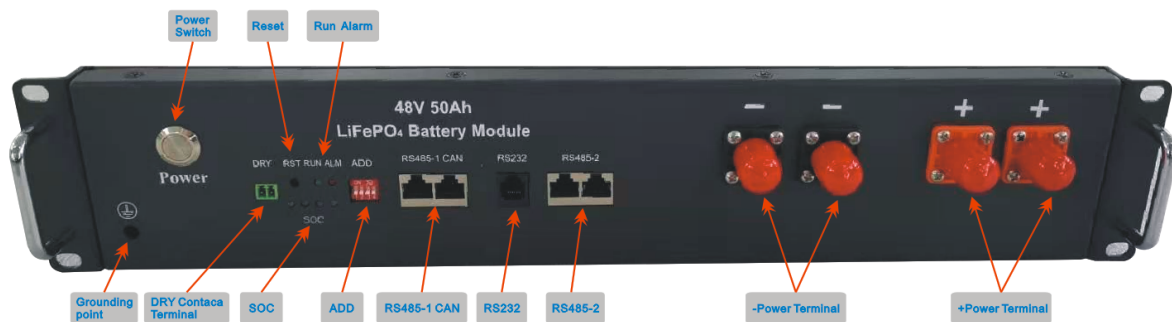 Power
Switch
Reset
Run Alarm
48V 50Ah
LiFePO₄ Battery Module
− − + +
DRY RST RUN ALM ADD RS485-1 CAN RS232 RS485-2
Power
SOC
Grounding
point
DRY Contaca
Terminal
SOC
ADD
RS485-1 CAN
RS232
RS485-2
-Power Terminal
+Power Terminal